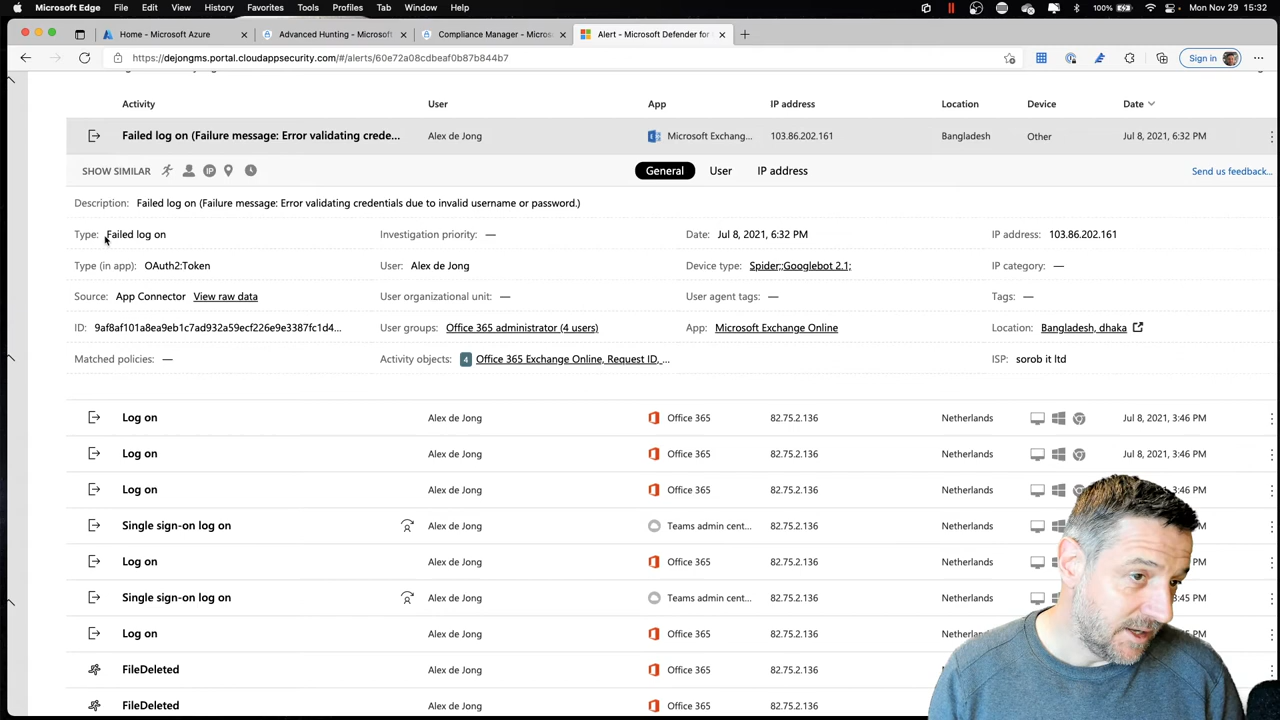 Microsoft Edge File Edit View History Favorites Tools Profiles Tab Window Help 100% Mon Nov 29 15:32
Home - Microsoft Azure Advanced Hunting - Microsoft Compliance Manager - Micros Alert - Microsoft Defender for
https://dejongms.portal.cloudappsecurity.com/#/alerts/60e72a08cdbeaf0b87b844b7 Sign in
Activity User App IP address Location Device Date
Failed log on (Failure message: Error validating crede... Alex de Jong Microsoft Exchang... 103.86.202.161 Bangladesh Other Jul 8, 2021, 6:32 PM
SHOW SIMILAR IP General User IP address Send us feedback...
Description: Failed log on (Failure message: Error validating credentials due to invalid username or password.)
Type: Failed log on Investigation priority: — Date: Jul 8, 2021, 6:32 PM IP address: 103.86.202.161
Type (in app): OAuth2:Token User: Alex de Jong Device type: Spider;;Googlebot 2.1; IP category: —
Source: App Connector View raw data User organizational unit: — User agent tags: — Tags: —
ID: 9af8af101a8ea9eb1c7ad932a59ecf226e9e3387fc1d4... User groups: Office 365 administrator (4 users) App: Microsoft Exchange Online Location: Bangladesh, dhaka
Matched policies: — Activity objects: 4 Office 365 Exchange Online, Request ID, ... ISP: sorob it ltd
Log on Alex de Jong Office 365 82.75.2.136 Netherlands Jul 8, 2021, 3:46 PM
Log on Alex de Jong Office 365 82.75.2.136 Netherlands Jul 8, 2021, 3:46 PM
Log on Alex de Jong Office 365 82.75.2.136 Netherlands PM
Single sign-on log on Alex de Jong Teams admin cent... 82.75.2.136 Netherlands PM
Log on Alex de Jong Office 365 82.75.2.136 Netherlands PM
Single sign-on log on Alex de Jong Teams admin cent... 82.75.2.136 Netherlands 3:45 PM
Log on Alex de Jong Office 365 82.75.2.136 Netherlands PM
FileDeleted Alex de Jong Office 365 82.75.2.136 PM
FileDeleted Alex de Jong Office 365 82.75.2.136 PM